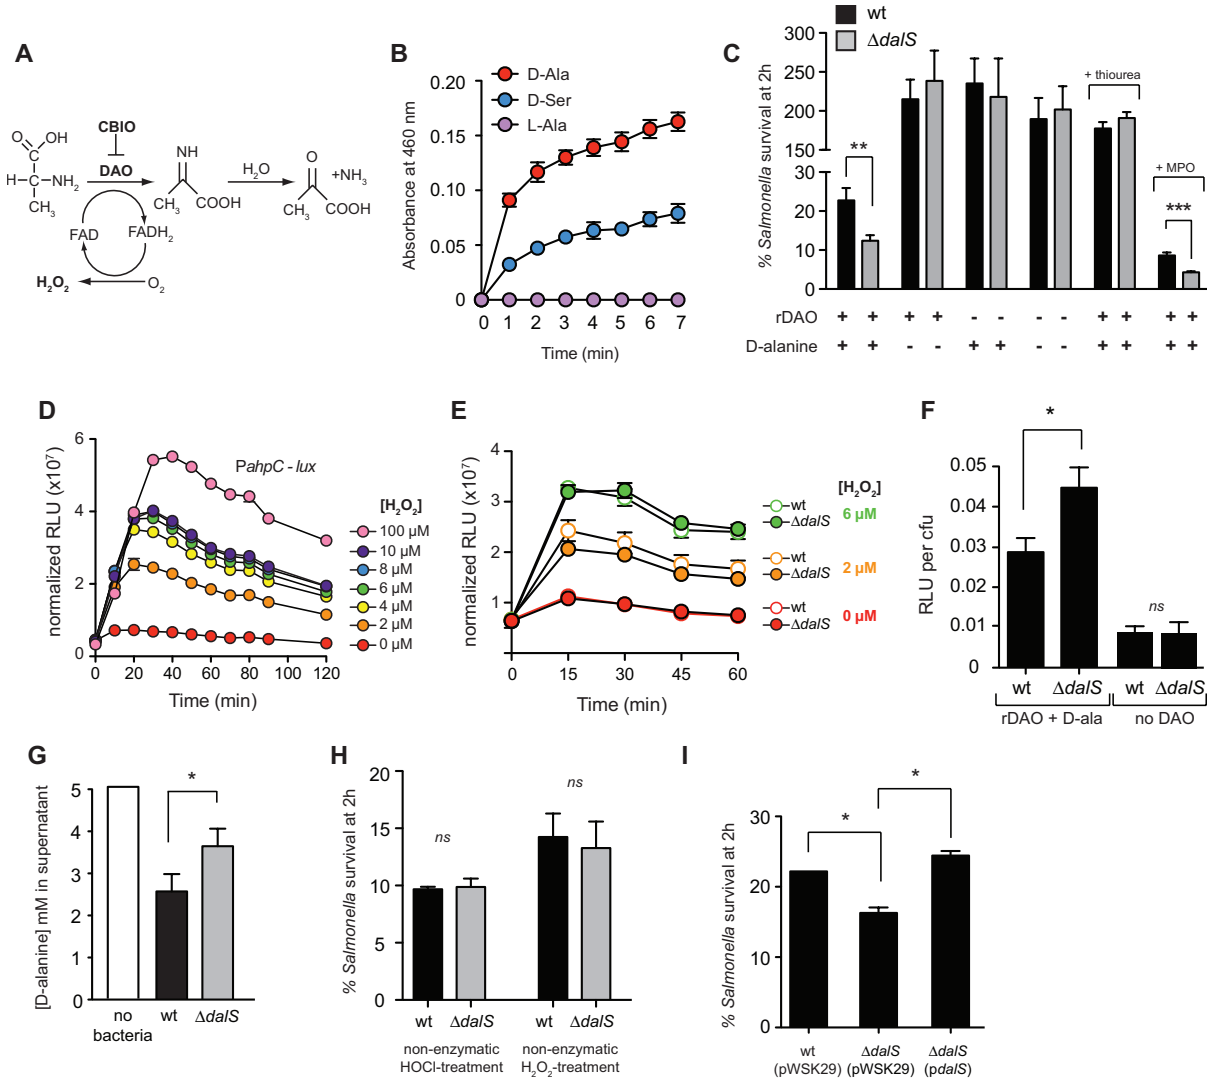 A
CBIO
DAO
O
OH
H
NH₂
CH₃
NH
CH₃
COOH
H₂O
O
CH₃
COOH
+NH₃
FAD
FADH₂
H₂O₂
O₂
B
D-Ala
D-Ser
L-Ala
Absorbance at 460 nm
0.20
0.15
0.10
0.05
0
0 1 2 3 4 5 6 7
Time (min)
C
wt
ΔdalS
% Salmonella survival at 2h
300
250
200
150
100
30
20
10
0
**
+ thiourea
+ MPO
***
rDAO + + + + - - - - + + + +
D-alanine + + - - + + - - + + + +
D
normalized RLU (x10⁷)
6
4
2
0
PahpC - lux
[H₂O₂]
100 µM
10 µM
8 µM
6 µM
4 µM
2 µM
0 µM
0 20 40 60 80 100 120
Time (min)
E
normalized RLU (x10⁷)
4
3
2
1
0
0 15 30 45 60
Time (min)
[H₂O₂]
wt
ΔdalS
6 µM
wt
ΔdalS
2 µM
wt
ΔdalS
0 µM
F
RLU per cfu
0.05
0.04
0.03
0.02
0.01
0
*
ns
wt ΔdalS wt ΔdalS
rDAO + D-ala no DAO
G
[D-alanine] mM in supernatant
5
4
3
2
1
0
*
no bacteria
wt
ΔdalS
H
% Salmonella survival at 2h
20
15
10
5
0
ns
ns
wt ΔdalS wt ΔdalS
non-enzymatic
HOCl-treatment
non-enzymatic
H₂O₂-treatment
I
% Salmonella survival at 2h
30
20
10
0
*
*
wt
(pWSK29)
ΔdalS
(pWSK29)
ΔdalS
(pdalS)